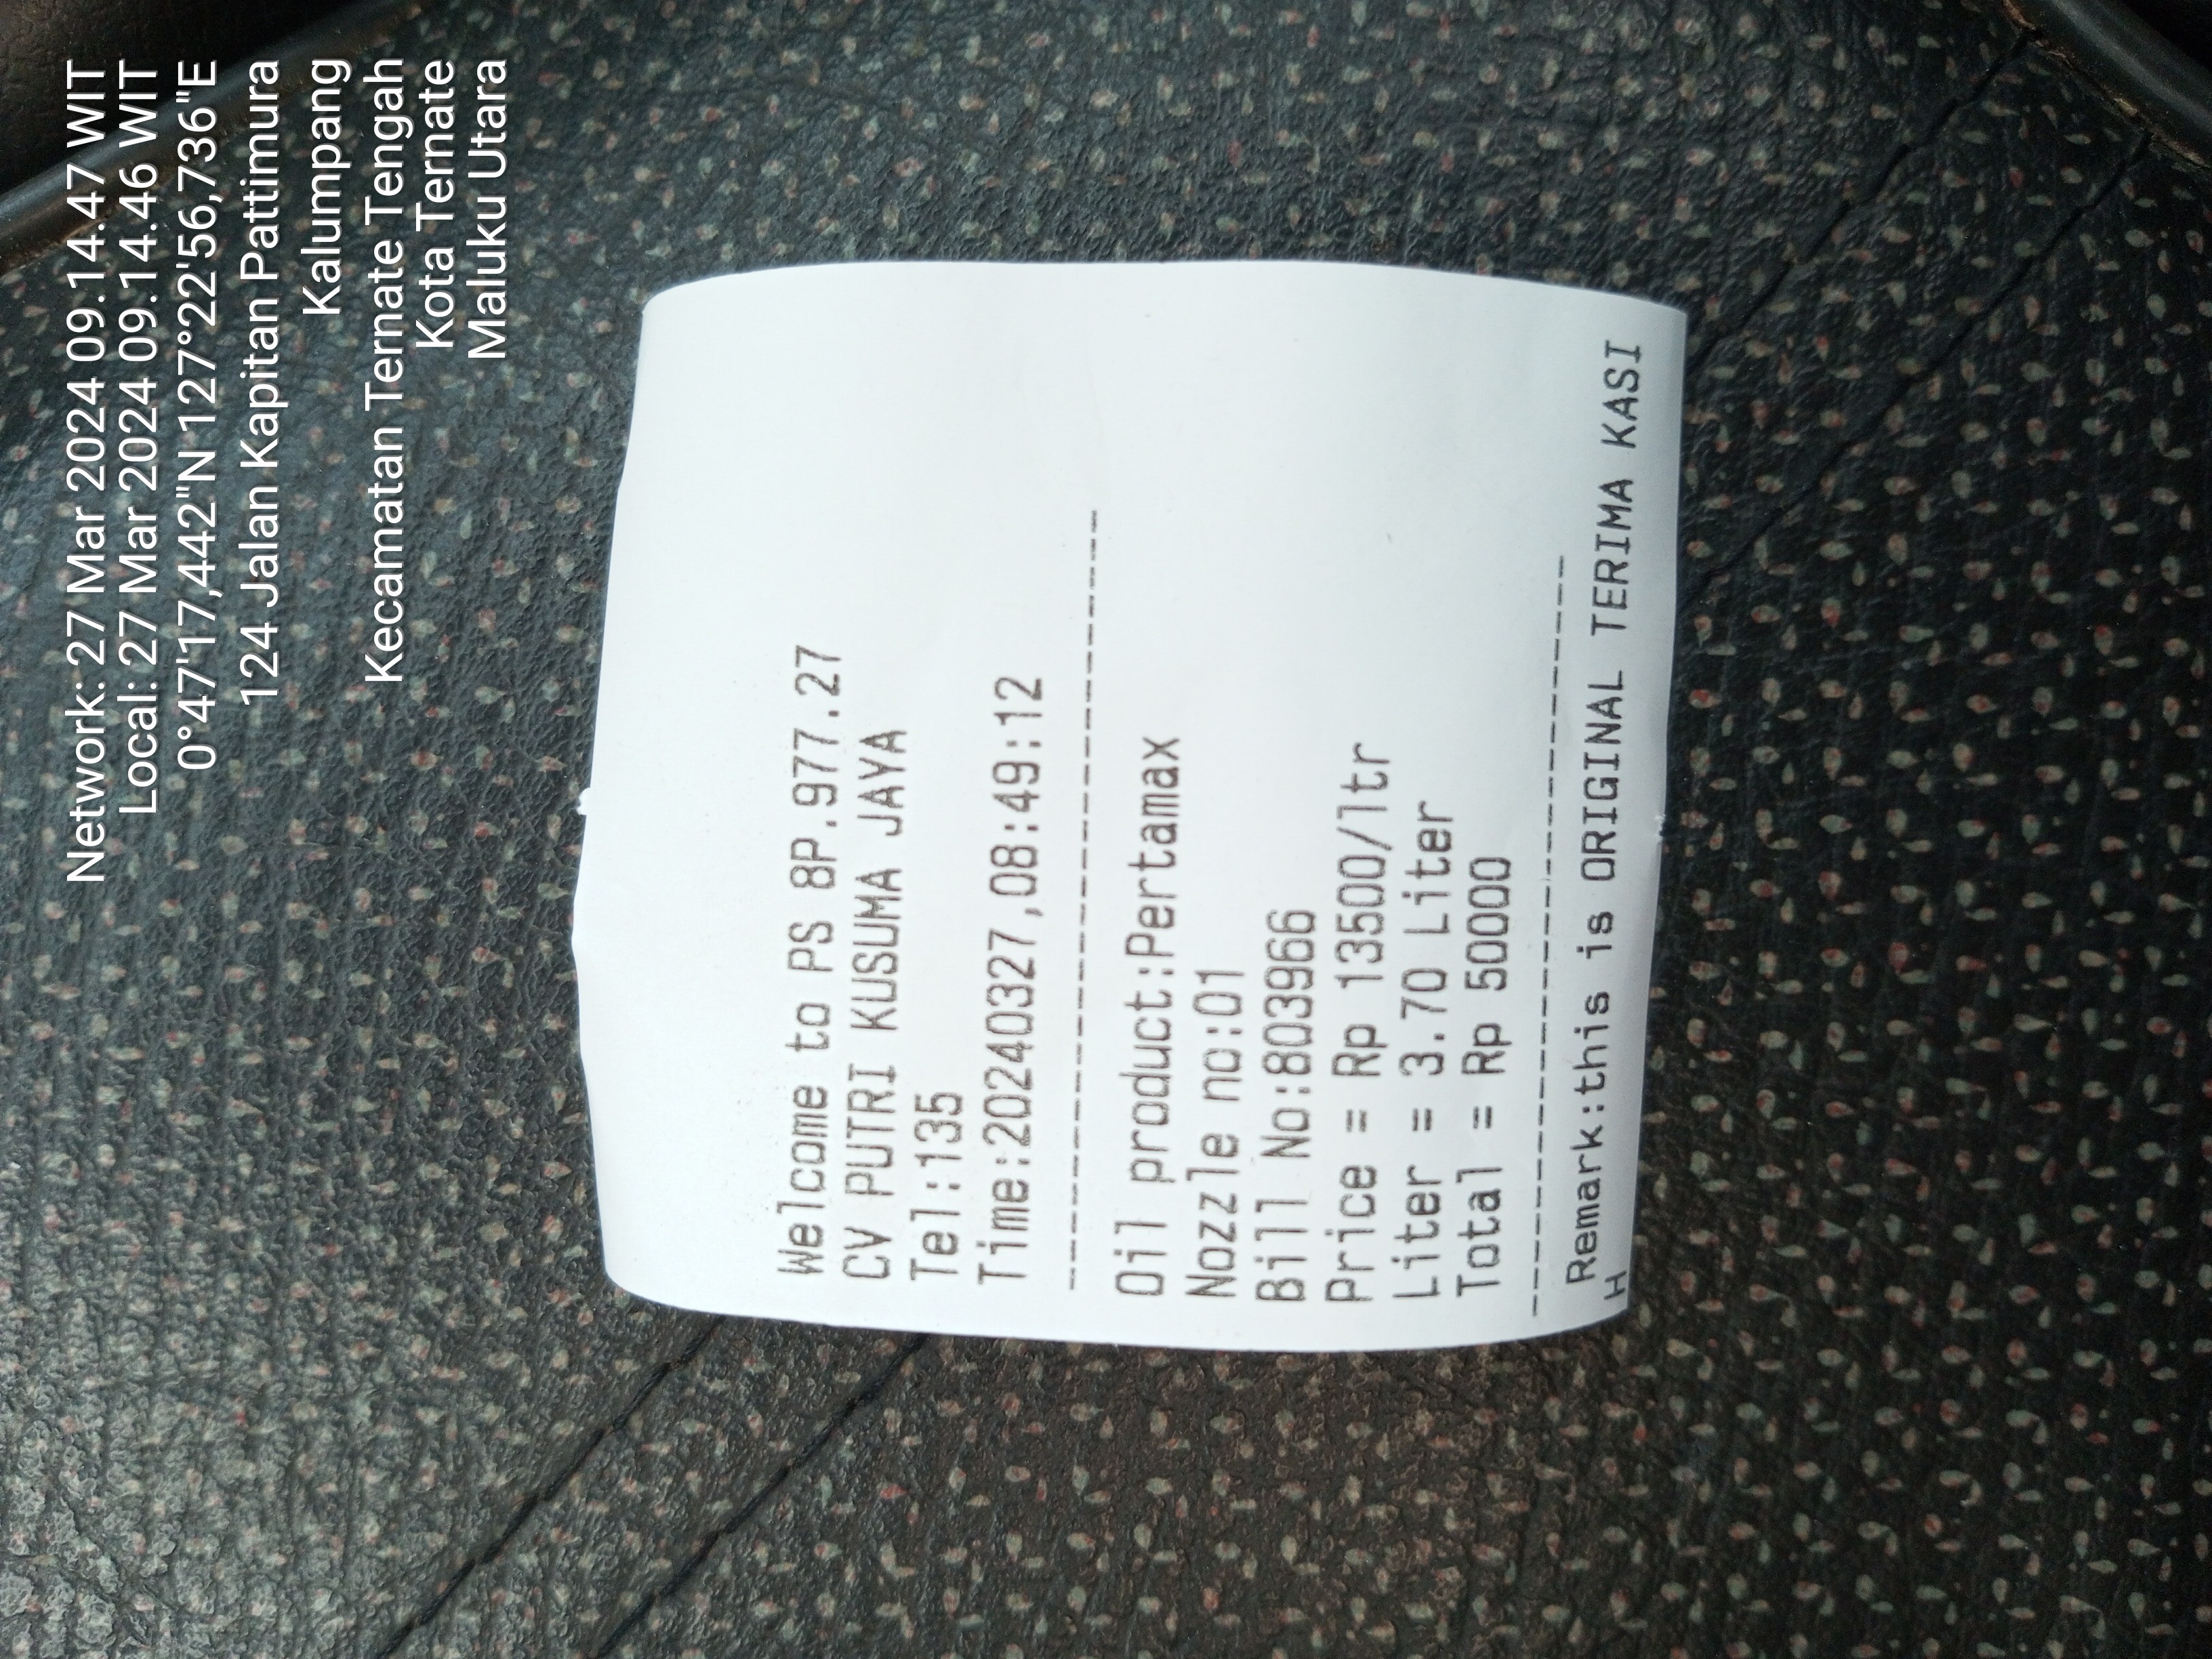 Network: 27 Mar 2024 09.14.47 WIT
Local: 27 Mar 2024 09.14.46 WIT
0°47'17,442"N 127°22'56,736"E
124 Jalan Kapitan Pattimura
Kalumpang
Kecamatan Ternate Tengah
Kota Ternate
Maluku Utara
Welcome to PS 8P.977.27
CV PUTRI KUSUMA JAYA
Tel:135
Time:20240327,08:49:12
--------------------------------
Oil product:Pertamax
Nozzle no:01
Bill No:803966
Price = Rp 13500/ltr
Liter = 3.70 Liter
Total = Rp 50000
--------------------------------
Remark:this is ORIGINAL TERIMA KASI
H